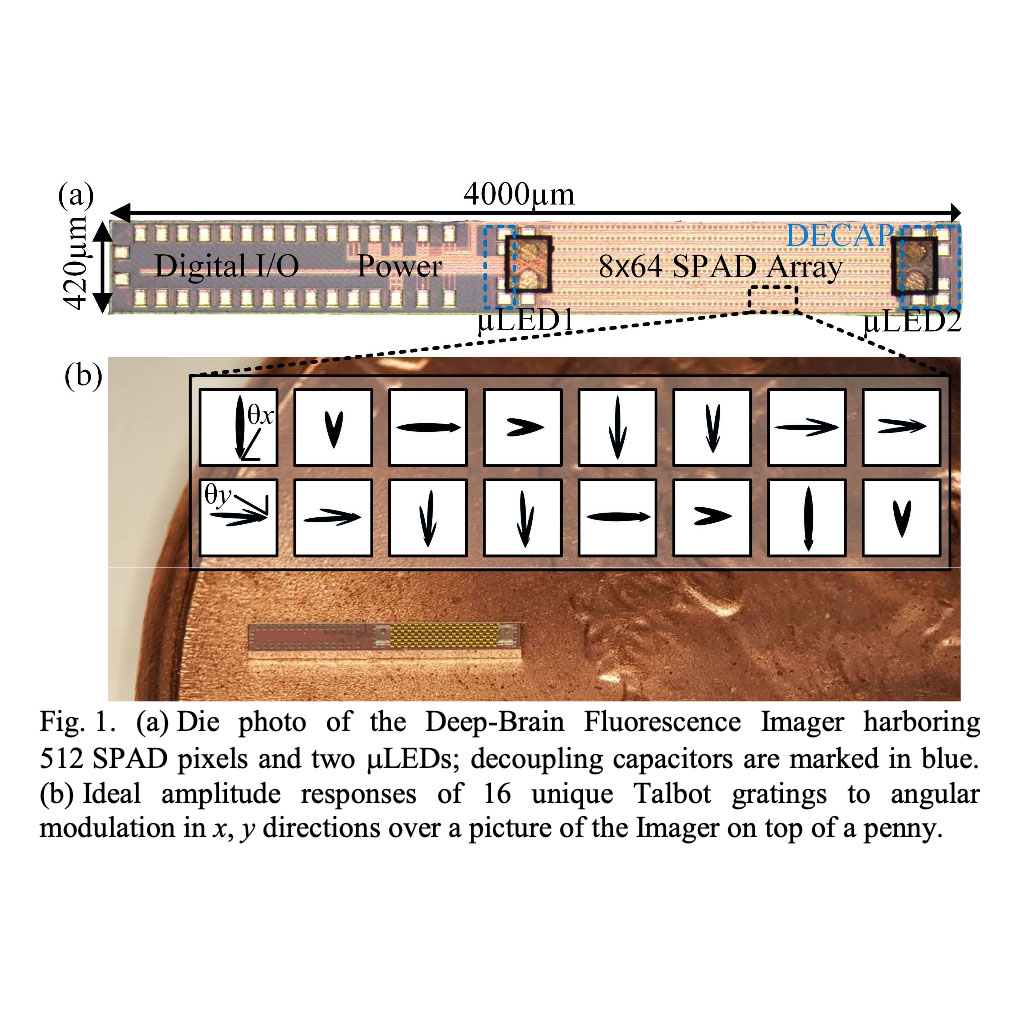 (a)
4000µm
420µm
Digital I/O
Power
8x64 SPAD Array
DECAP
µLED1
µLED2
(b)
θx
θy
Fig. 1. (a) Die photo of the Deep-Brain Fluorescence Imager harboring
512 SPAD pixels and two µLEDs; decoupling capacitors are marked in blue.
(b) Ideal amplitude responses of 16 unique Talbot gratings to angular
modulation in x, y directions over a picture of the Imager on top of a penny.